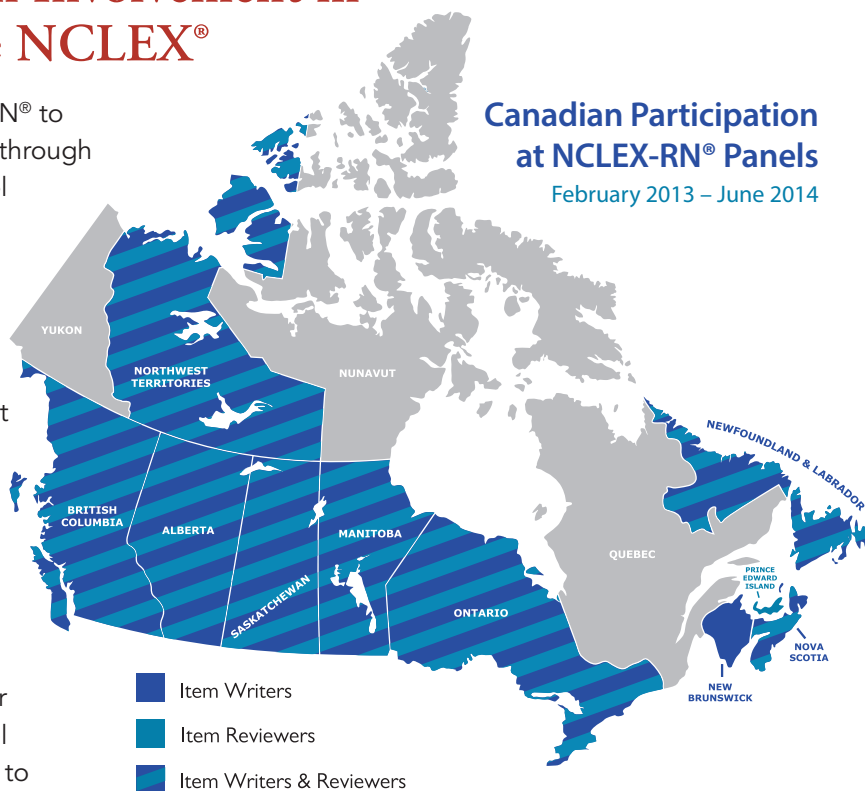 Involvement in
NCLEX®
N® to
through
Canadian Participation
at NCLEX-RN® Panels
February 2013 – June 2014
YUKON
NORTHWEST
TERRITORIES
NUNAVUT
NEWFOUNDLAND & LABRADOR
BRITISH
COLUMBIA
ALBERTA
SASKATCHEWAN
MANITOBA
ONTARIO
QUEBEC
PRINCE
EDWARD
ISLAND
NOVA
SCOTIA
NEW
BRUNSWICK
to
Item Writers
Item Reviewers
Item Writers & Reviewers